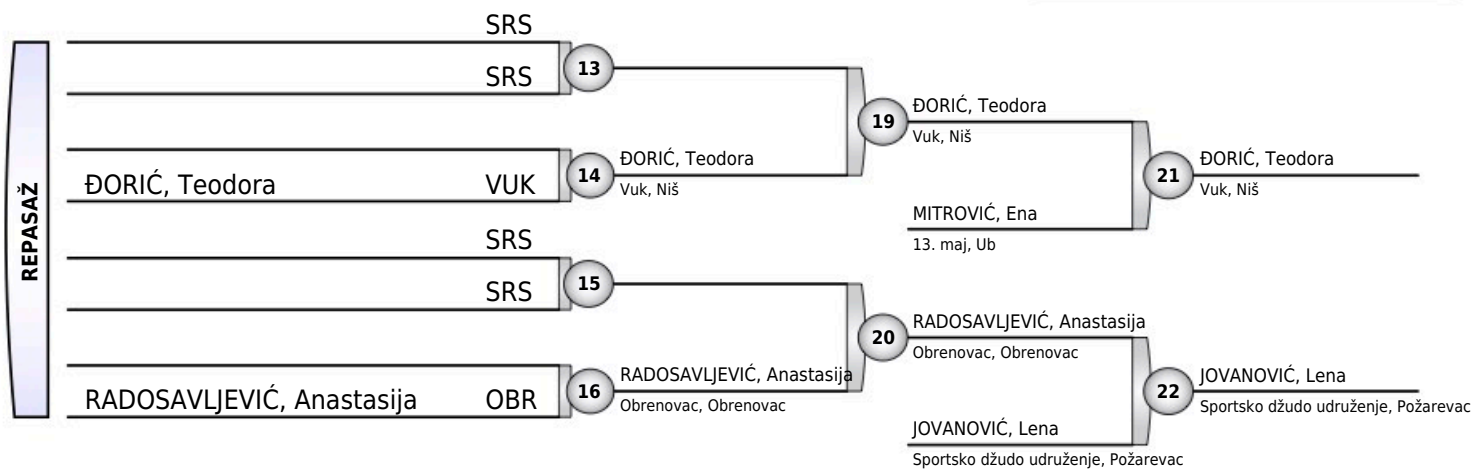 REPASAŽ
SRS
SRS
13
ĐORIĆ, Teodora VUK
14
ĐORIĆ, Teodora
Vuk, Niš
SRS
SRS
15
RADOSAVLJEVIĆ, Anastasija OBR
16
RADOSAVLJEVIĆ, Anastasija
Obrenovac, Obrenovac
19
ĐORIĆ, Teodora
Vuk, Niš
MITROVIĆ, Ena
13. maj, Ub
20
RADOSAVLJEVIĆ, Anastasija
Obrenovac, Obrenovac
JOVANOVIĆ, Lena
Sportsko džudo udruženje, Požarevac
21
ĐORIĆ, Teodora
Vuk, Niš
22
JOVANOVIĆ, Lena
Sportsko džudo udruženje, Požarevac